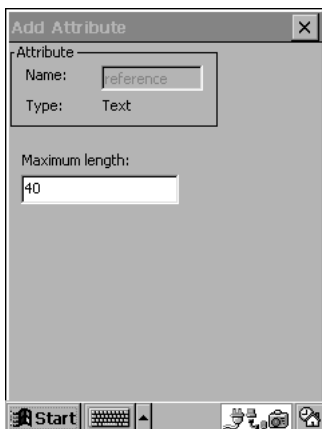 Add Attribute
Attribute
Name: reference
Type: Text
Maximum length:
40
Start